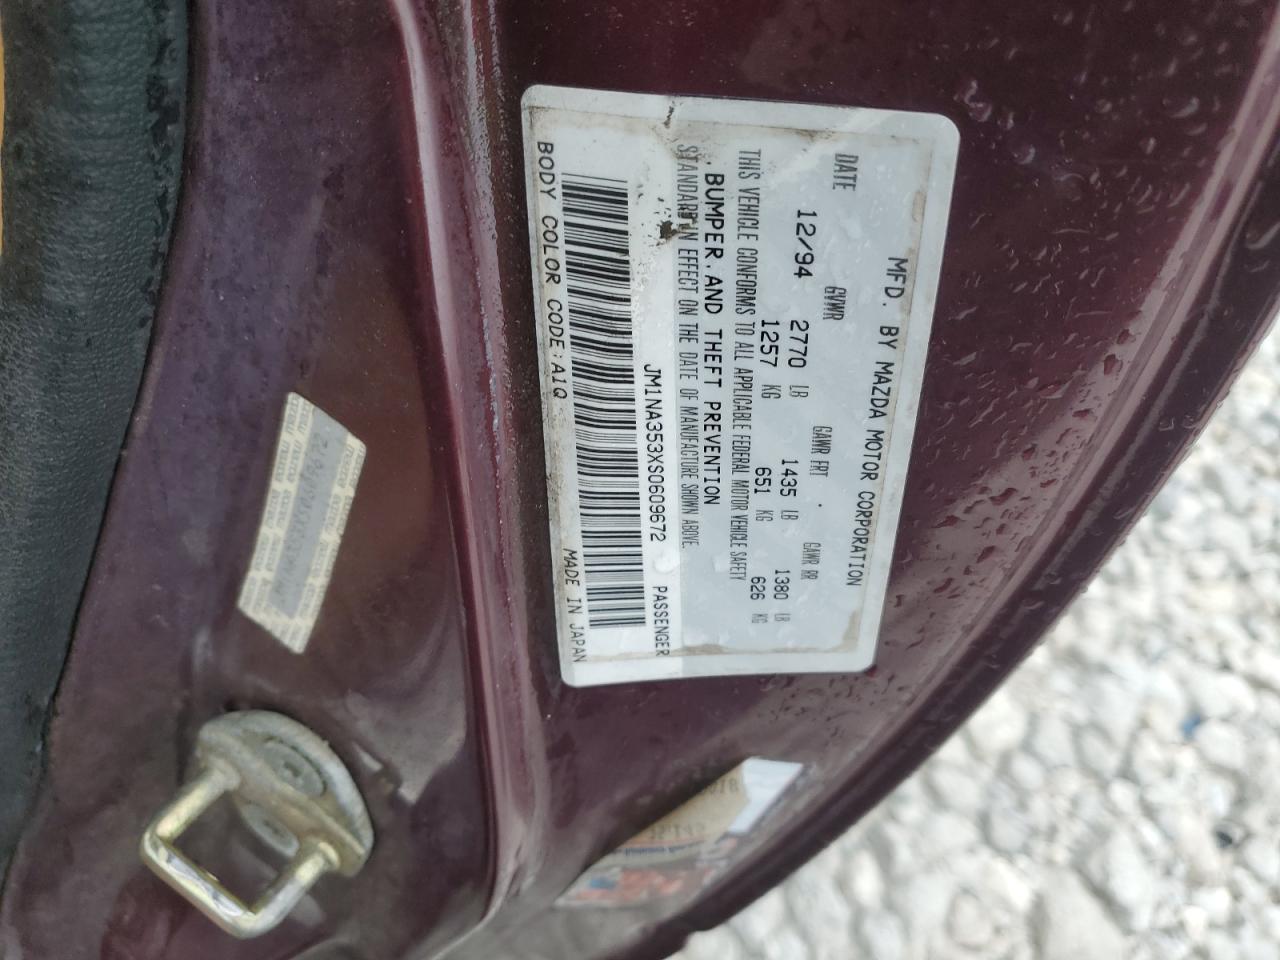 MFD. BY MAZDA MOTOR CORPORATION
DATE GVWR GAWR FRT GAWR RR
12/94 2770 LB 1435 LB 1380 LB
1257 KG 651 KG 626 KG
THIS VEHICLE CONFORMS TO ALL APPLICABLE FEDERAL MOTOR VEHICLE SAFETY
BUMPER, AND THEFT PREVENTION
STANDARD IN EFFECT ON THE DATE OF MANUFACTURE SHOWN ABOVE.
JM1NA353XS0609672 PASSENGER
BODY COLOR CODE:A1Q MADE IN JAPAN